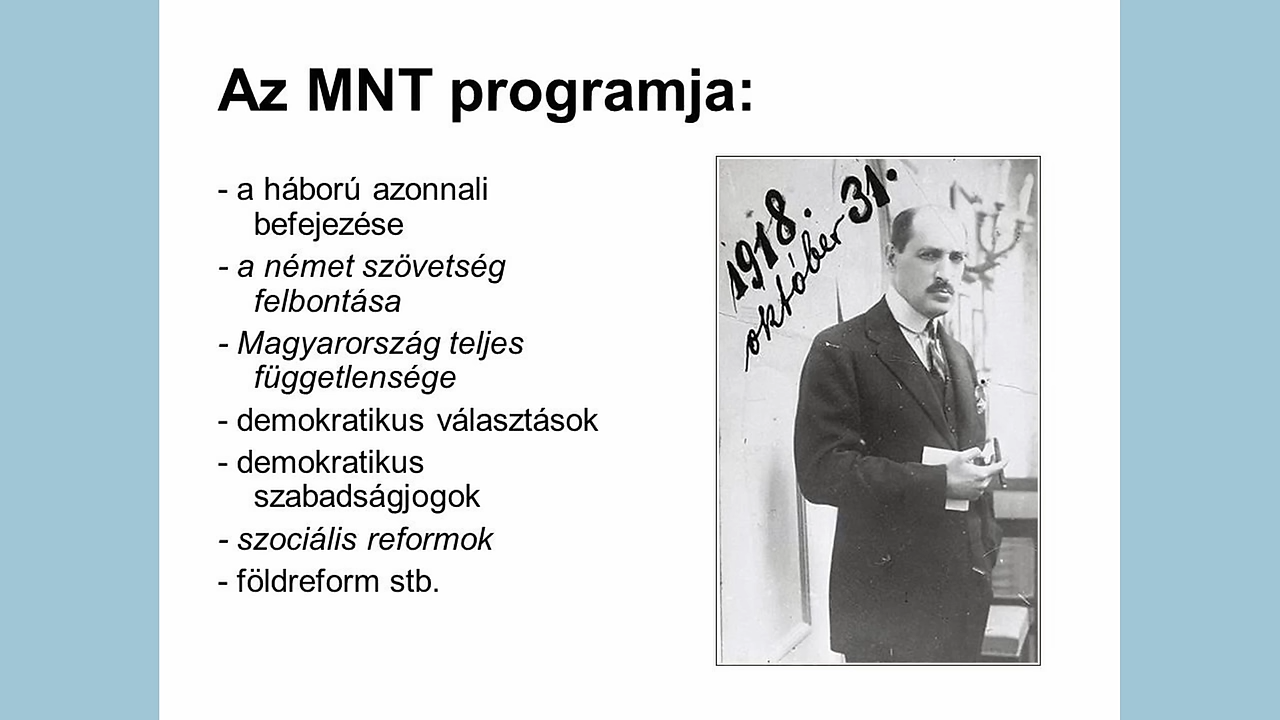 Az MNT programja:
- a háború azonnali
befejezése
- a német szövetség
felbontása
- Magyarország teljes
függetlensége
- demokratikus választások
- demokratikus
szabadságjogok
- szociális reformok
- földreform stb.
1918.
október 31.